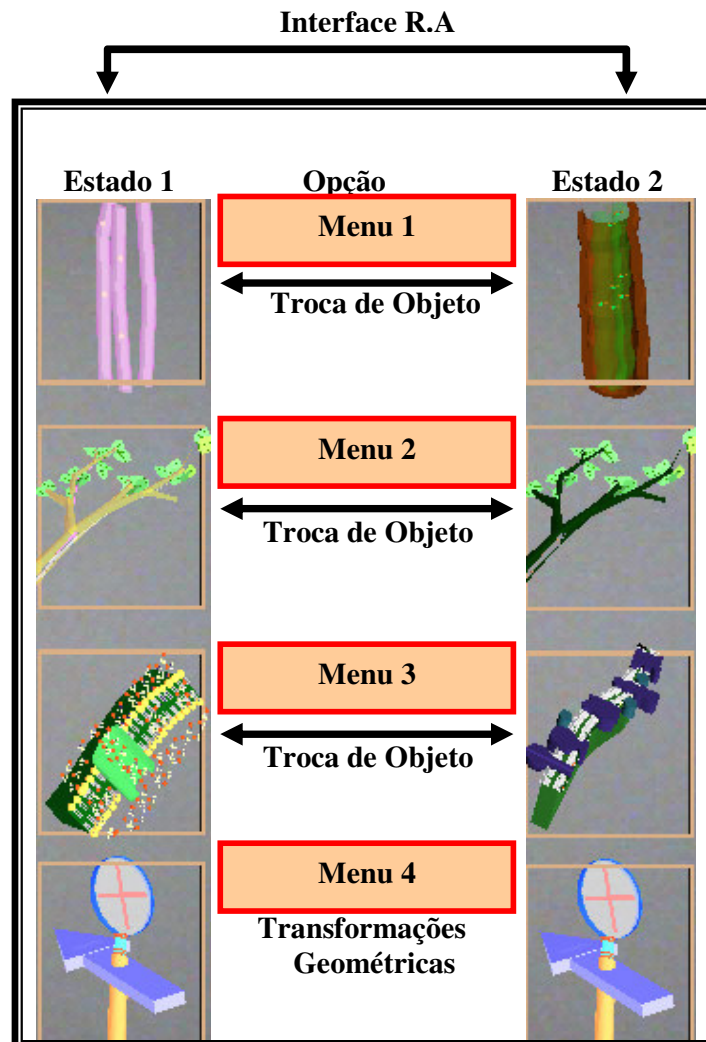 Interface R.A
Estado 1 Opção Estado 2
Menu 1
Troca de Objeto
Menu 2
Troca de Objeto
Menu 3
Troca de Objeto
Menu 4
Transformações
Geométricas